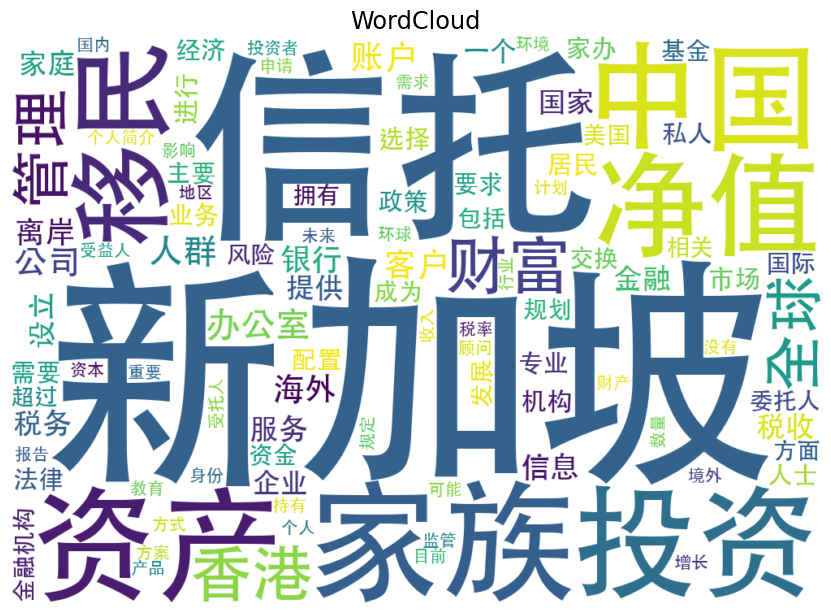 WordCloud
国内
投资者
经济
申请
账户
一个
环境
家办
基金
家庭
移民
信托
中国
进行
需求
国家
管理
个人简介
影响
选择
美国
私人
主要
地区
拥有
政策
要求
居民
计划
净值
离岸
业务
未来
包括
受益人
人群
风险
环球
公司
银行
客户
财富
交换
相关
国际
提供
成为
行业
金融
市场
全球
设立
办公室
新加坡
收入
税率
规划
需要
资本
重要
配置
顾问
发展
专业
没有
超过
海外
机构
财产
委托人
税务
受托人
服务
规定
数量
税收
报告
资金
信息
方面
法律
身份
企业
境外
人士
教育
可能
资产
香港
家族
投资
金融机构
方式
持有
个人
监管
方案
目前
产品
增长